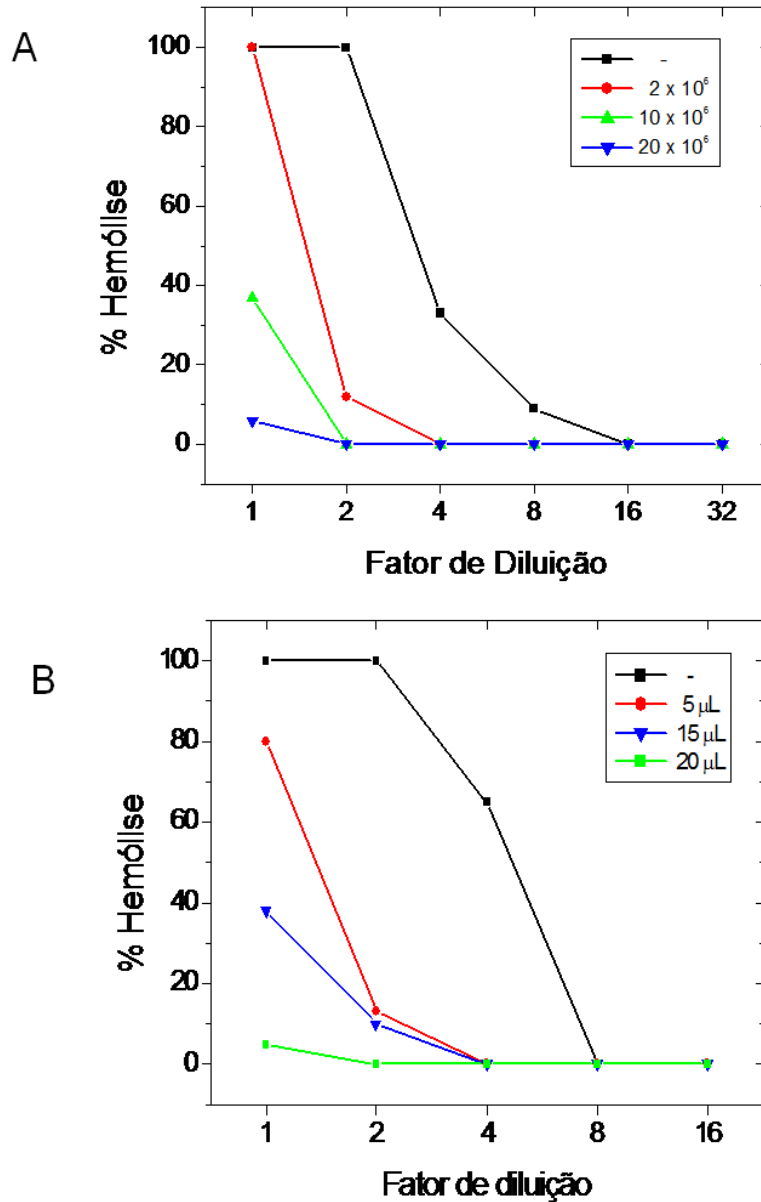 A
% Hemólise
100
80
60
40
20
0
-
2 x 10⁶
10 x 10⁶
20 x 10⁶
1 2 4 8 16 32
Fator de Diluição
B
% Hemólise
100
80
60
40
20
0
-
5 µL
15 µL
20 µL
1 2 4 8 16
Fator de diluição